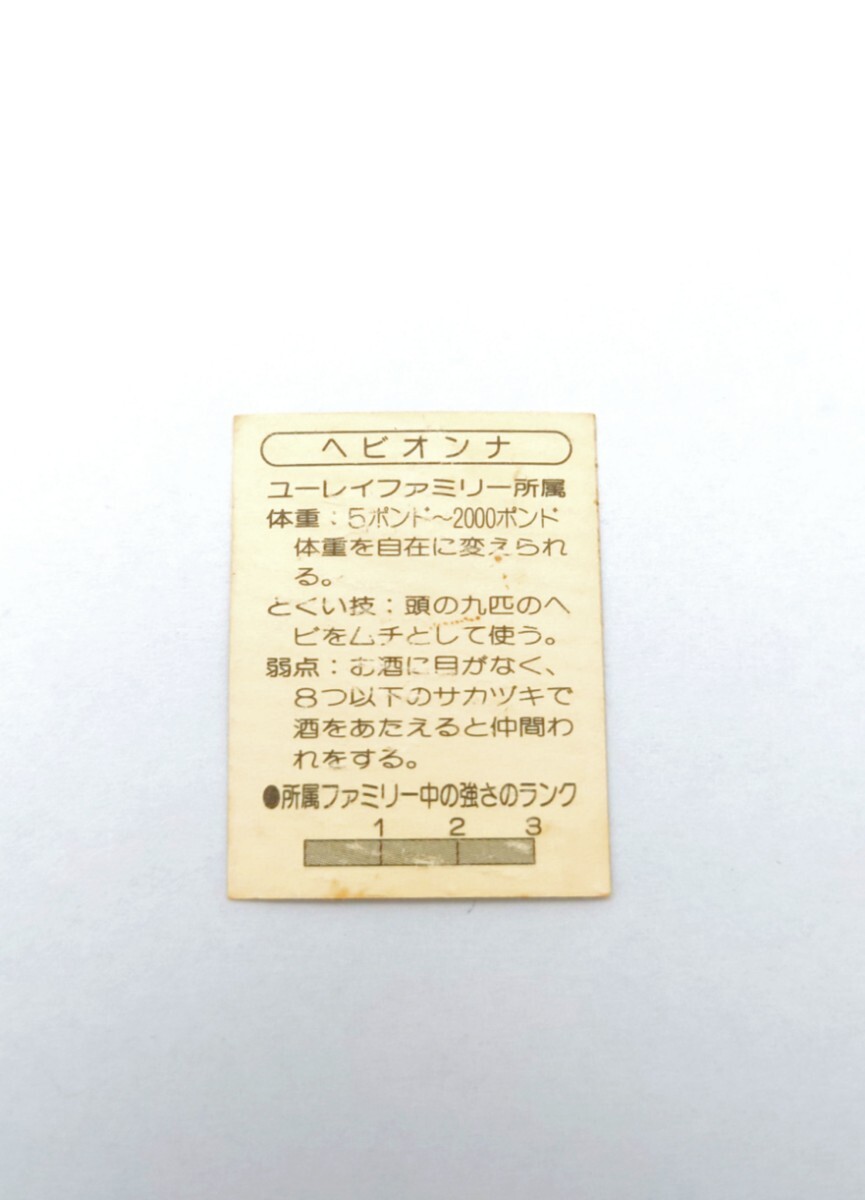 ヘビオンナ
ユーレイファミリー所属
体重：5ポンド〜2000ポンド
体重を自在に変えられ
る。
とくい技：頭の九匹のヘ
ビをムチとして使う。
弱点：お酒に目がなく、
8つ以下のサカヅキで
酒をあたえると仲間わ
れをする。
●所属ファミリー中の強さのランク
1 2 3